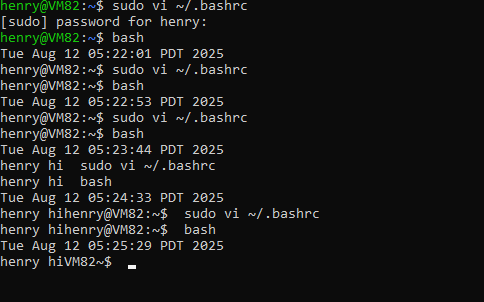 henry@VM82:~$ sudo vi ~/.bashrc
[sudo] password for henry:
henry@VM82:~$ bash
Tue Aug 12 05:22:01 PDT 2025
henry@VM82:~$ sudo vi ~/.bashrc
henry@VM82:~$ bash
Tue Aug 12 05:22:53 PDT 2025
henry@VM82:~$ sudo vi ~/.bashrc
henry@VM82:~$ bash
Tue Aug 12 05:23:44 PDT 2025
henry hi  sudo vi ~/.bashrc
henry hi  bash
Tue Aug 12 05:24:33 PDT 2025
henry hihenry@VM82:~$  sudo vi ~/.bashrc
henry hihenry@VM82:~$  bash
Tue Aug 12 05:25:29 PDT 2025
henry hiVM82~$